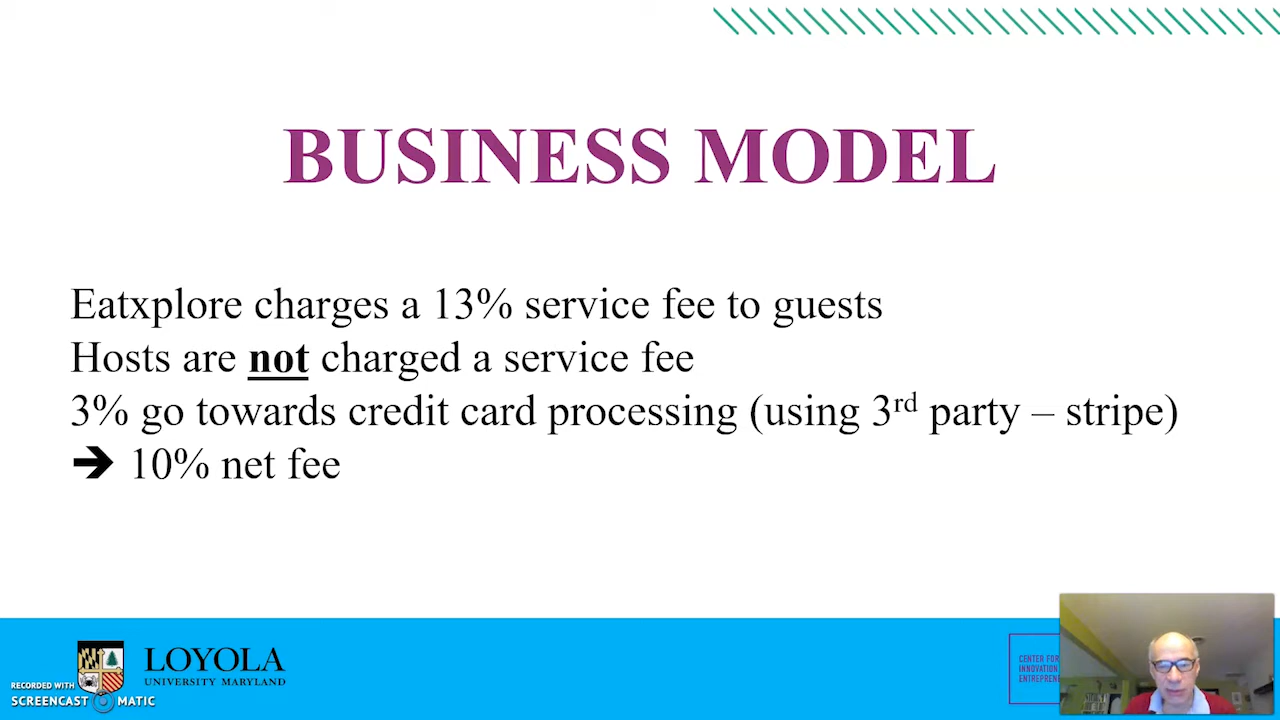 BUSINESS MODEL
Eatxplore charges a 13% service fee to guests
Hosts are not charged a service fee
3% go towards credit card processing (using 3rd party – stripe)
➔ 10% net fee
LOYOLA
UNIVERSITY MARYLAND
RECORDED WITH
SCREENCAST MATIC
CENTER FOR
INNOVATION
ENTREPREN